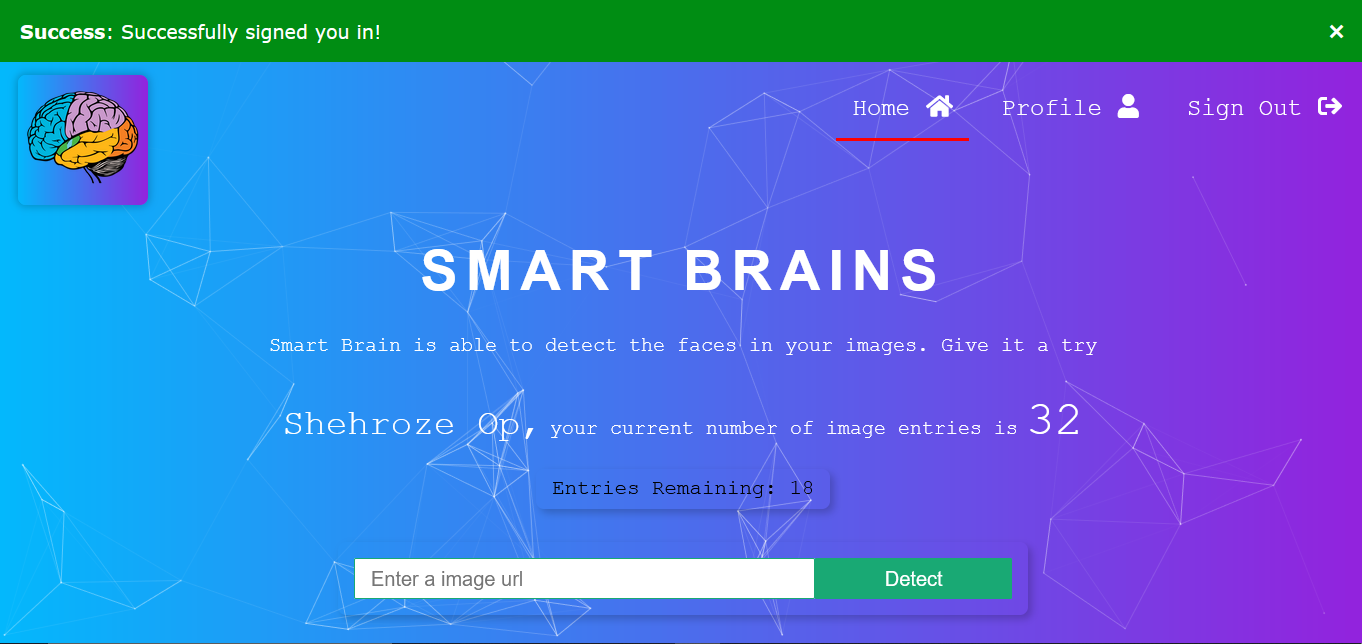 Success: Successfully signed you in! ×
Home Profile Sign Out
SMART BRAINS
Smart Brain is able to detect the faces in your images. Give it a try
Shehroze Op, your current number of image entries is 32
Entries Remaining: 18
Enter a image url Detect